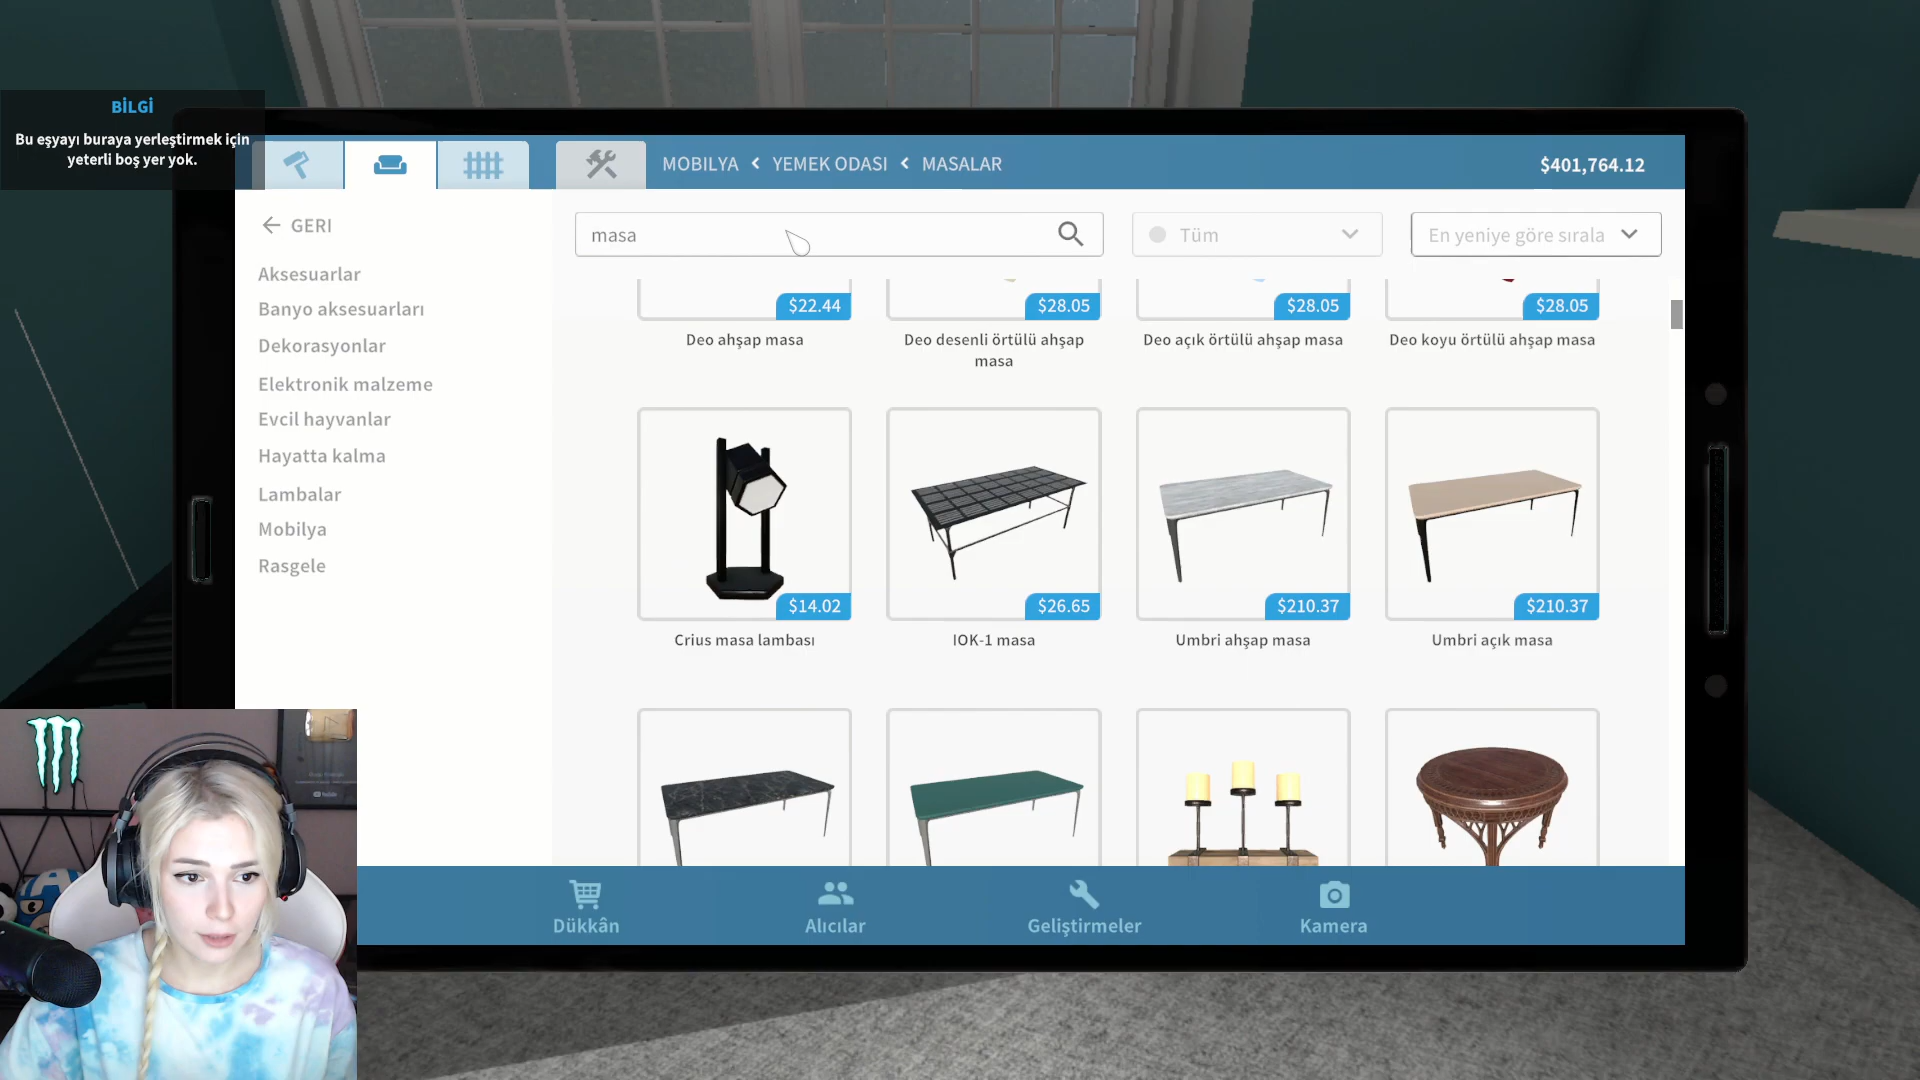 BİLGİ
Bu eşyayı buraya yerleştirmek için
yeterli boş yer yok.
MOBILYA < YEMEK ODASI < MASALAR
$401,764.12
GERI
masa
Tüm
En yeniye göre sırala
Aksesuarlar
Banyo aksesuarları
Dekorasyonlar
Elektronik malzeme
Evcil hayvanlar
Hayatta kalma
Lambalar
Mobilya
Rasgele
$22.44
$28.05
$28.05
$28.05
Deo ahşap masa
Deo desenli örtülü ahşap
masa
Deo açık örtülü ahşap masa
Deo koyu örtülü ahşap masa
$14.02
$26.65
$210.37
$210.37
Crius masa lambası
IOK-1 masa
Umbri ahşap masa
Umbri açık masa
Dükkân
Alıcılar
Geliştirmeler
Kamera